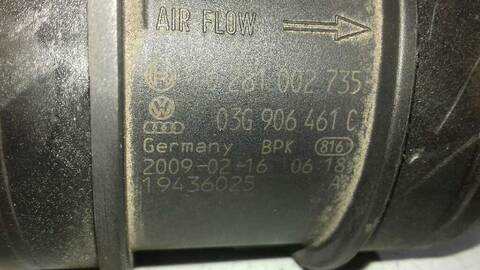 AIR FLOW
281 002 735
03G 906 461 C
Germany BPK 816
2009-02-16 06:18
19436025